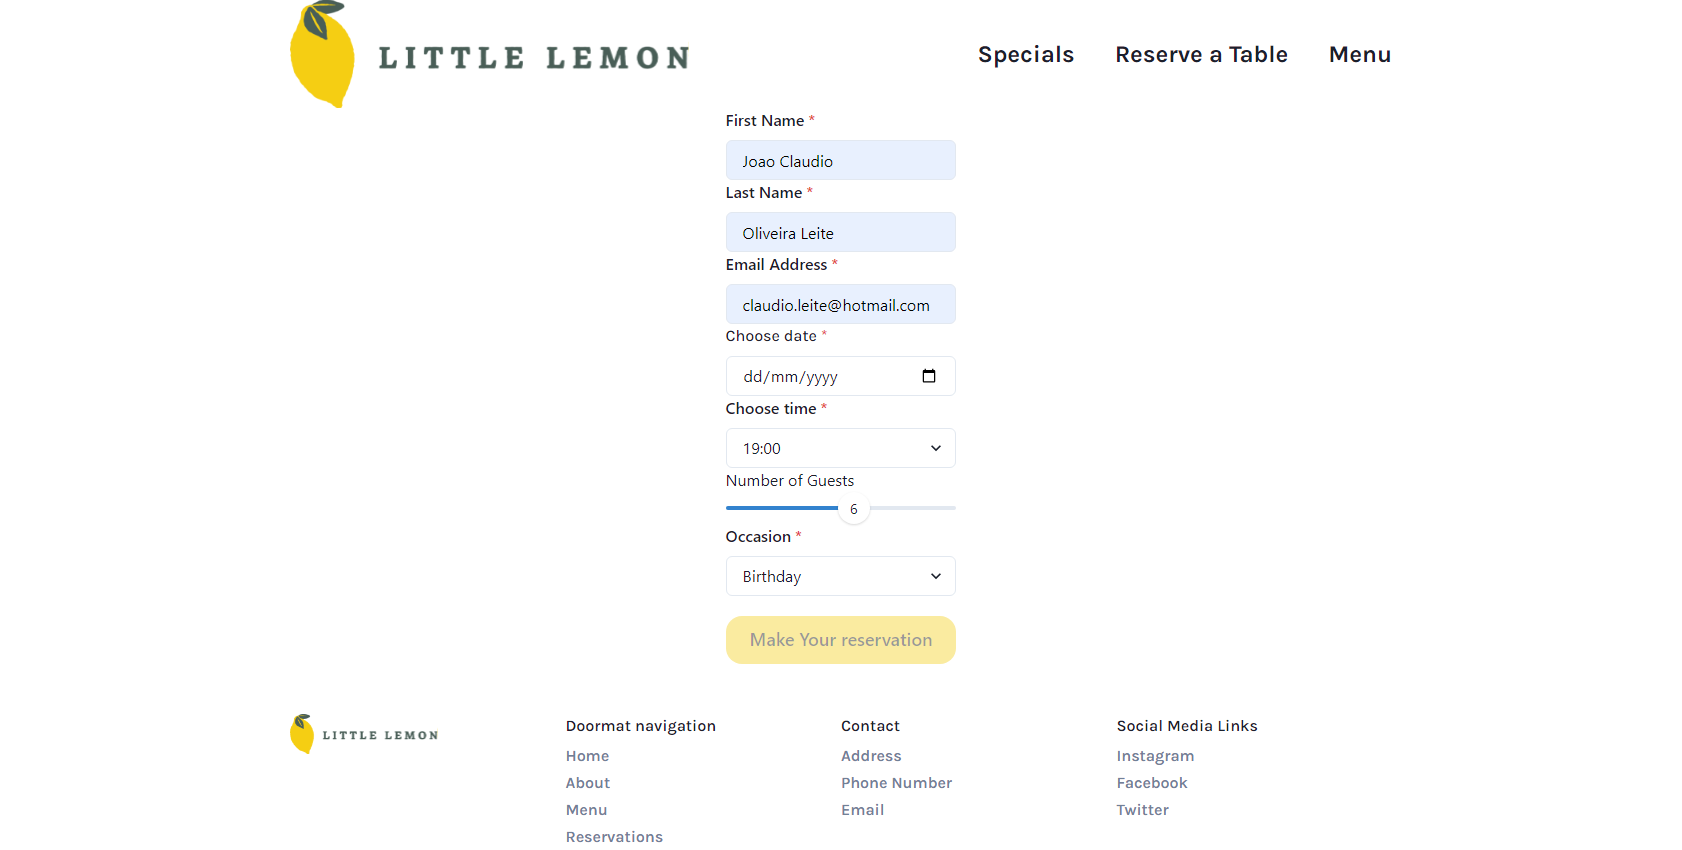 LITTLE LEMON
Specials Reserve a Table Menu
First Name *
Joao Claudio
Last Name *
Oliveira Leite
Email Address *
claudio.leite@hotmail.com
Choose date *
dd/mm/yyyy
Choose time *
19:00
Number of Guests
6
Occasion *
Birthday
Make Your reservation
LITTLE LEMON
Doormat navigation
Home
About
Menu
Reservations
Contact
Address
Phone Number
Email
Social Media Links
Instagram
Facebook
Twitter